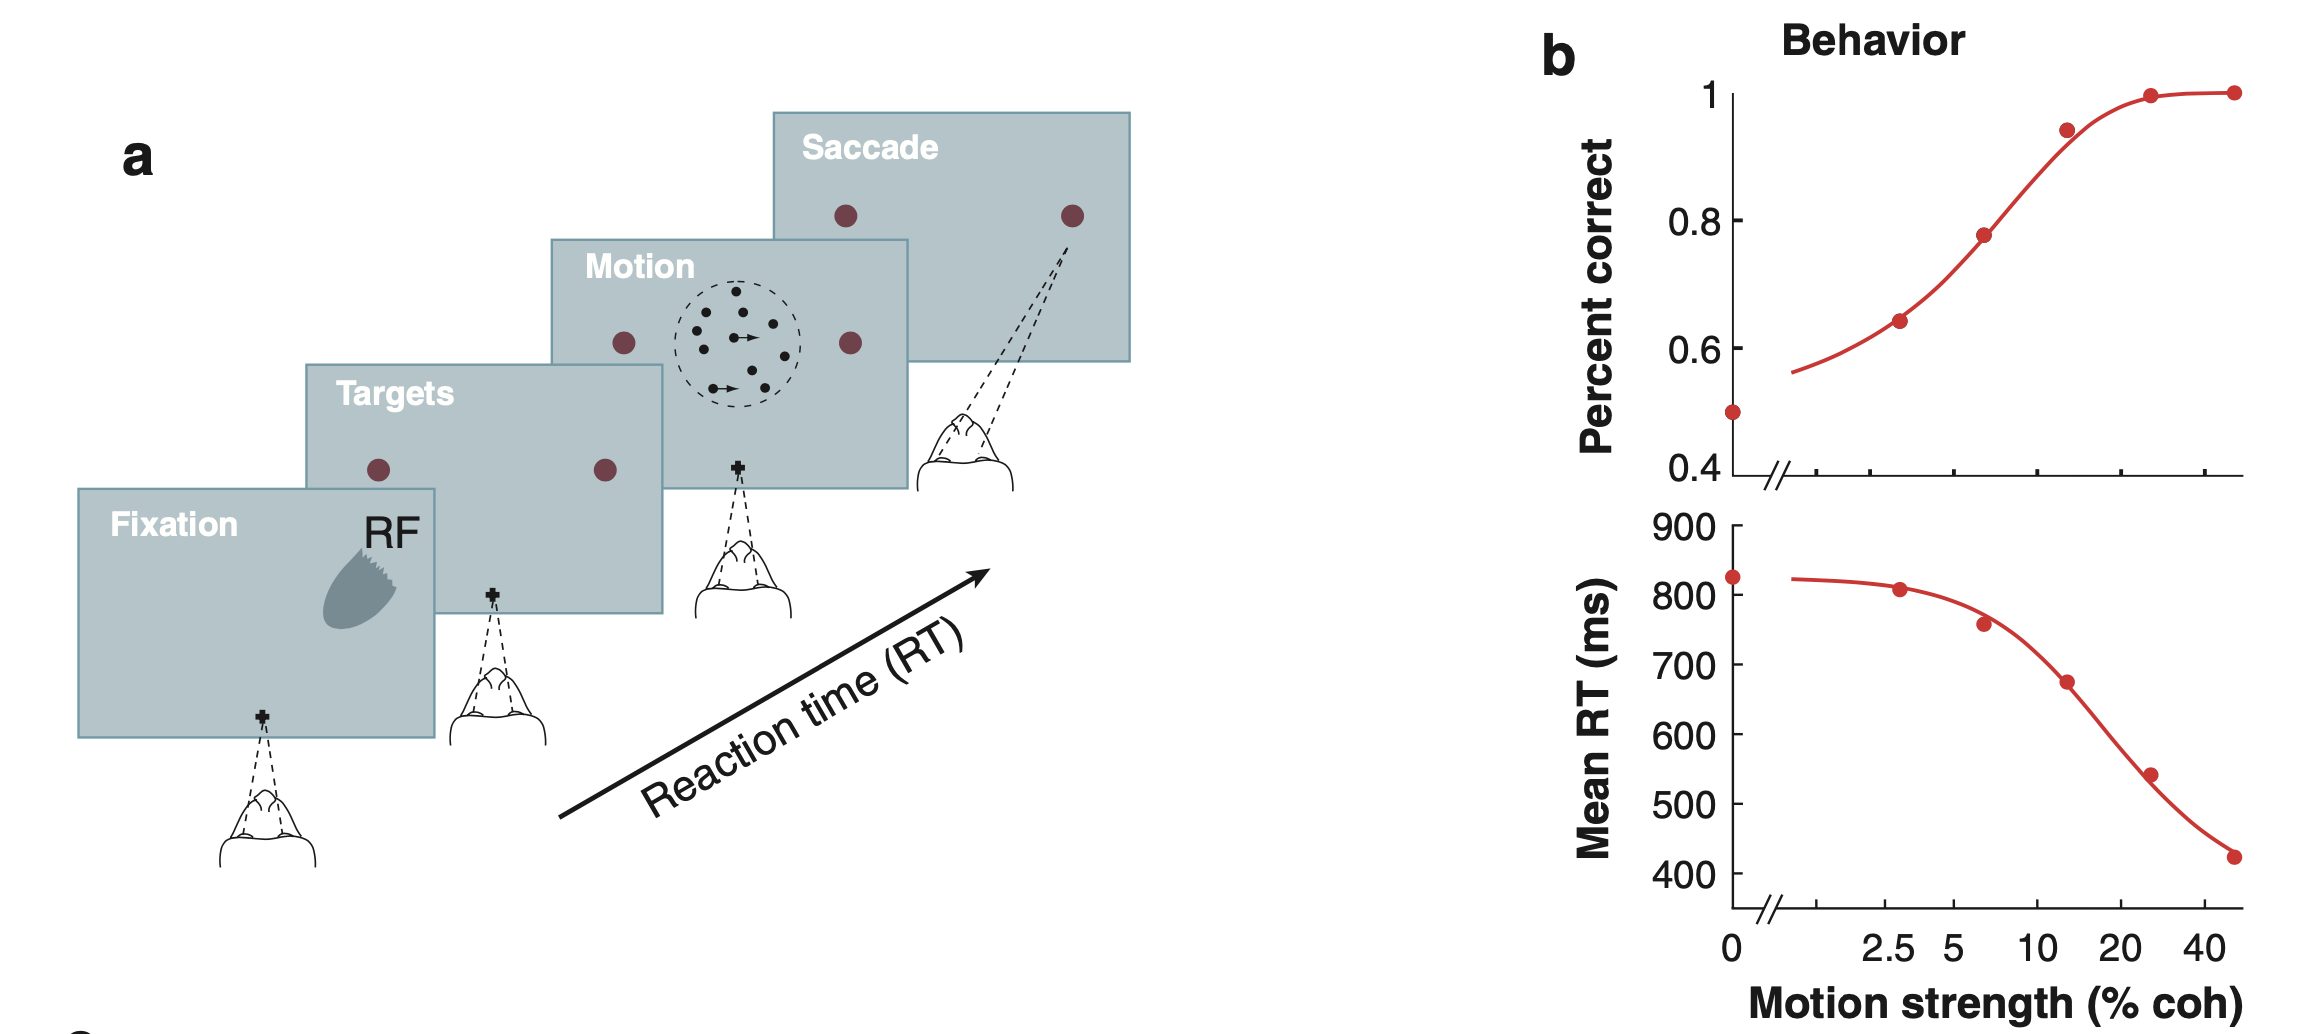 a
Fixation
RF
Targets
Motion
Saccade
Reaction time (RT)
b
Behavior
Percent correct
1
0.8
0.6
0.4
Mean RT (ms)
900
800
700
600
500
400
0 2.5 5 10 20 40
Motion strength (% coh)